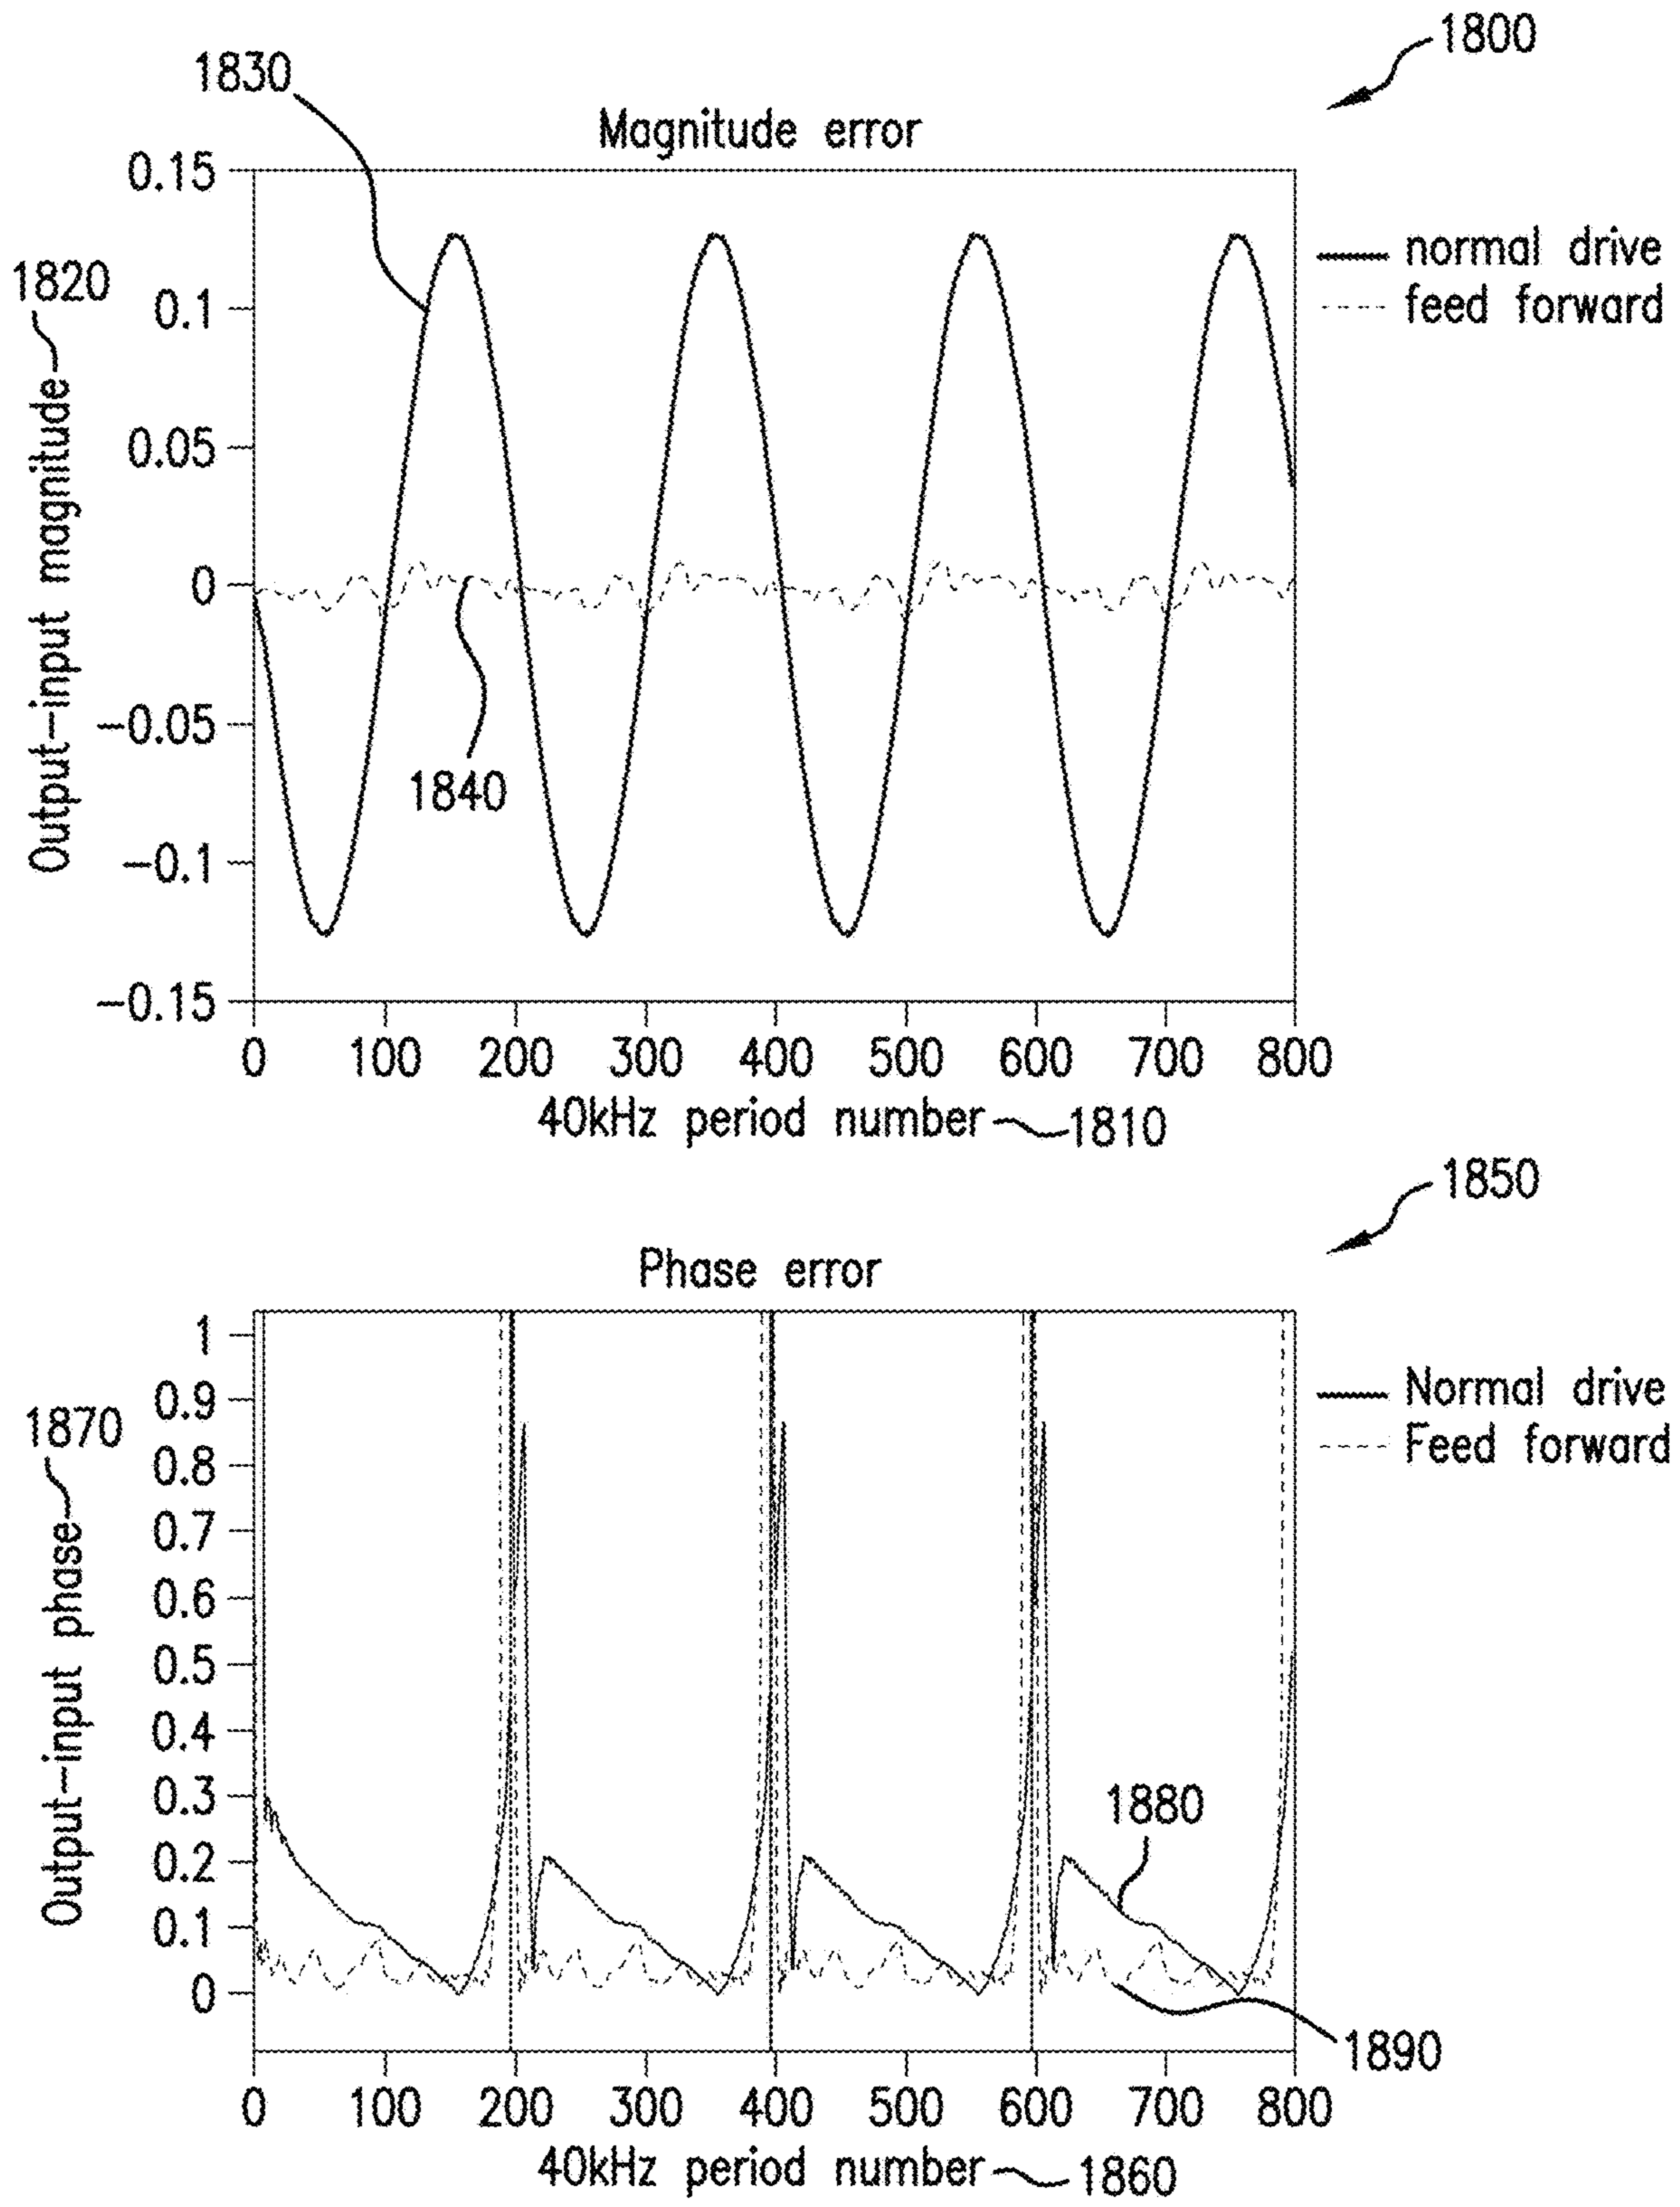 1800
1830
Magnitude error
0.15
0.1
0.05
0
−0.05
−0.1
−0.15
1820
Output−input magnitude
normal drive
feed forward
1840
0 100 200 300 400 500 600 700 800
40kHz period number
1810
1850
Phase error
1
0.9
0.8
0.7
0.6
0.5
0.4
0.3
0.2
0.1
0
1870
Output−input phase
Normal drive
Feed forward
1880
1890
0 100 200 300 400 500 600 700 800
40kHz period number
1860